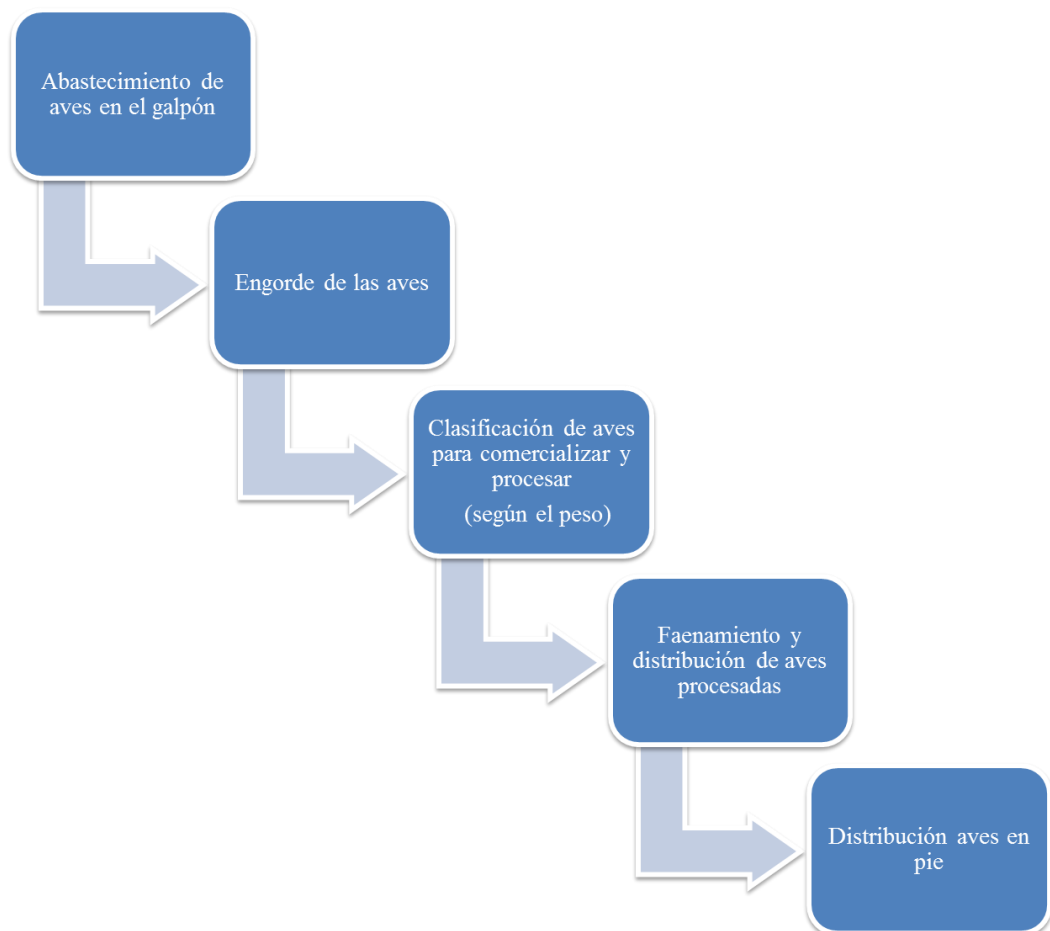 Abastecimiento de
aves en el galpón
Engorde de las aves
Clasificación de aves
para comercializar y
procesar
(según el peso)
Faenamiento y
distribución de aves
procesadas
Distribución aves en
pie